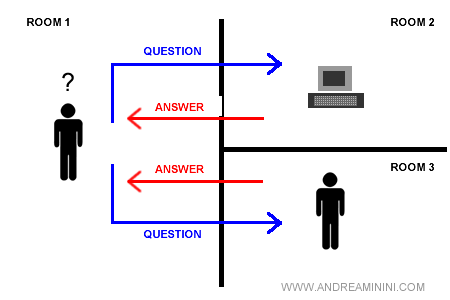 ROOM 1
ROOM 2
QUESTION
?
ANSWER
ANSWER
ROOM 3
QUESTION
WWW.ANDREAMININI.COM